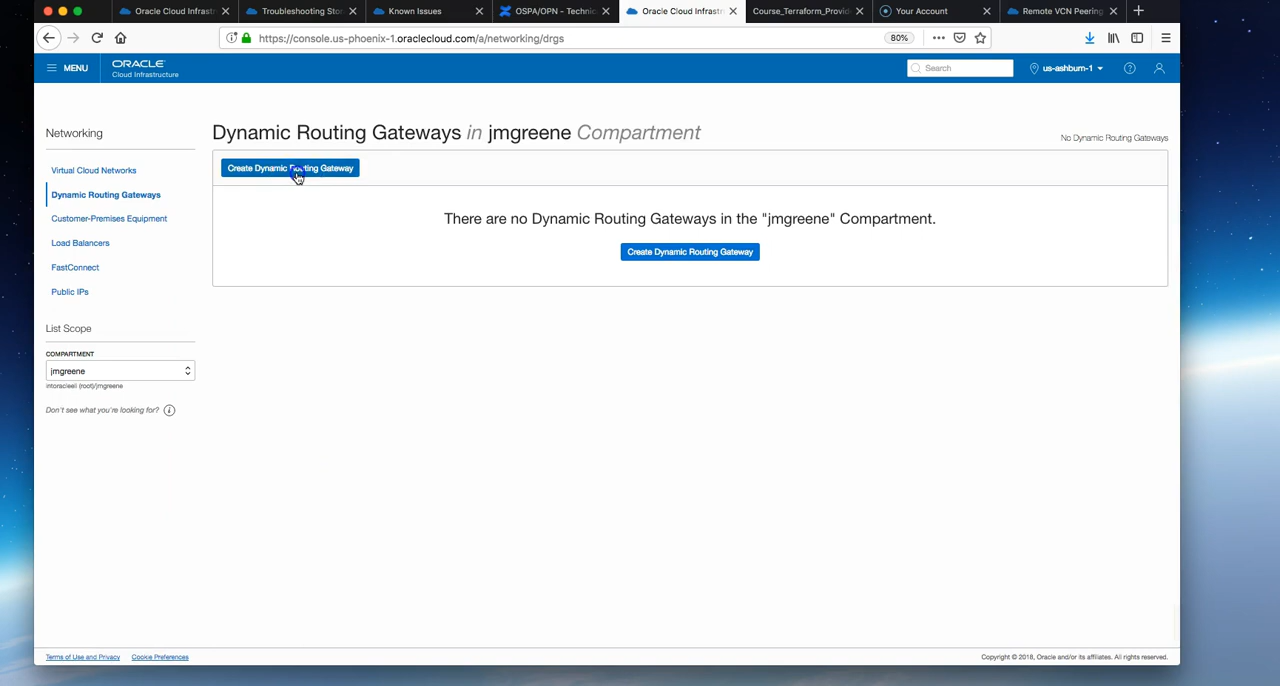 Oracle Cloud Infrastr
Troubleshooting Stor
Known Issues
OSPA/OPN - Technic
Oracle Cloud Infrastr
Course_Terraform_Provid
Your Account
Remote VCN Peering
https://console.us-phoenix-1.oraclecloud.com/a/networking/drgs
80%
MENU
ORACLE
Cloud Infrastructure
Search
us-ashburn-1
Networking
Virtual Cloud Networks
Dynamic Routing Gateways
Customer-Premises Equipment
Load Balancers
FastConnect
Public IPs
List Scope
COMPARTMENT
jmgreene
intoracleeli (root)/jmgreene
Don't see what you're looking for?
Dynamic Routing Gateways in jmgreene Compartment
No Dynamic Routing Gateways
Create Dynamic Routing Gateway
There are no Dynamic Routing Gateways in the "jmgreene" Compartment.
Create Dynamic Routing Gateway
Terms of Use and Privacy
Cookie Preferences
Copyright © 2018, Oracle and/or its affiliates. All rights reserved.